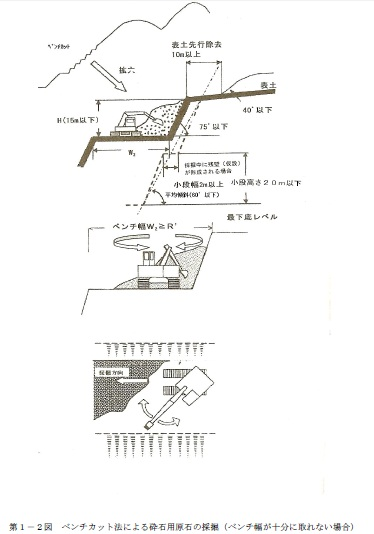 ベンチカット
拡大
表土先行除去
10m以上
表土
40°以下
H(15m以下)
75°以下
W₂
採掘中に残壁（仮設）
が形成される場合
小段幅2m以上
小段高さ20m以下
平均傾斜(60°以下)
最下底レベル
ベンチ幅W₂≧R'
採掘方向
第１－２図 ベンチカット法による砕石用原石の採掘（ベンチ幅が十分に取れない場合）